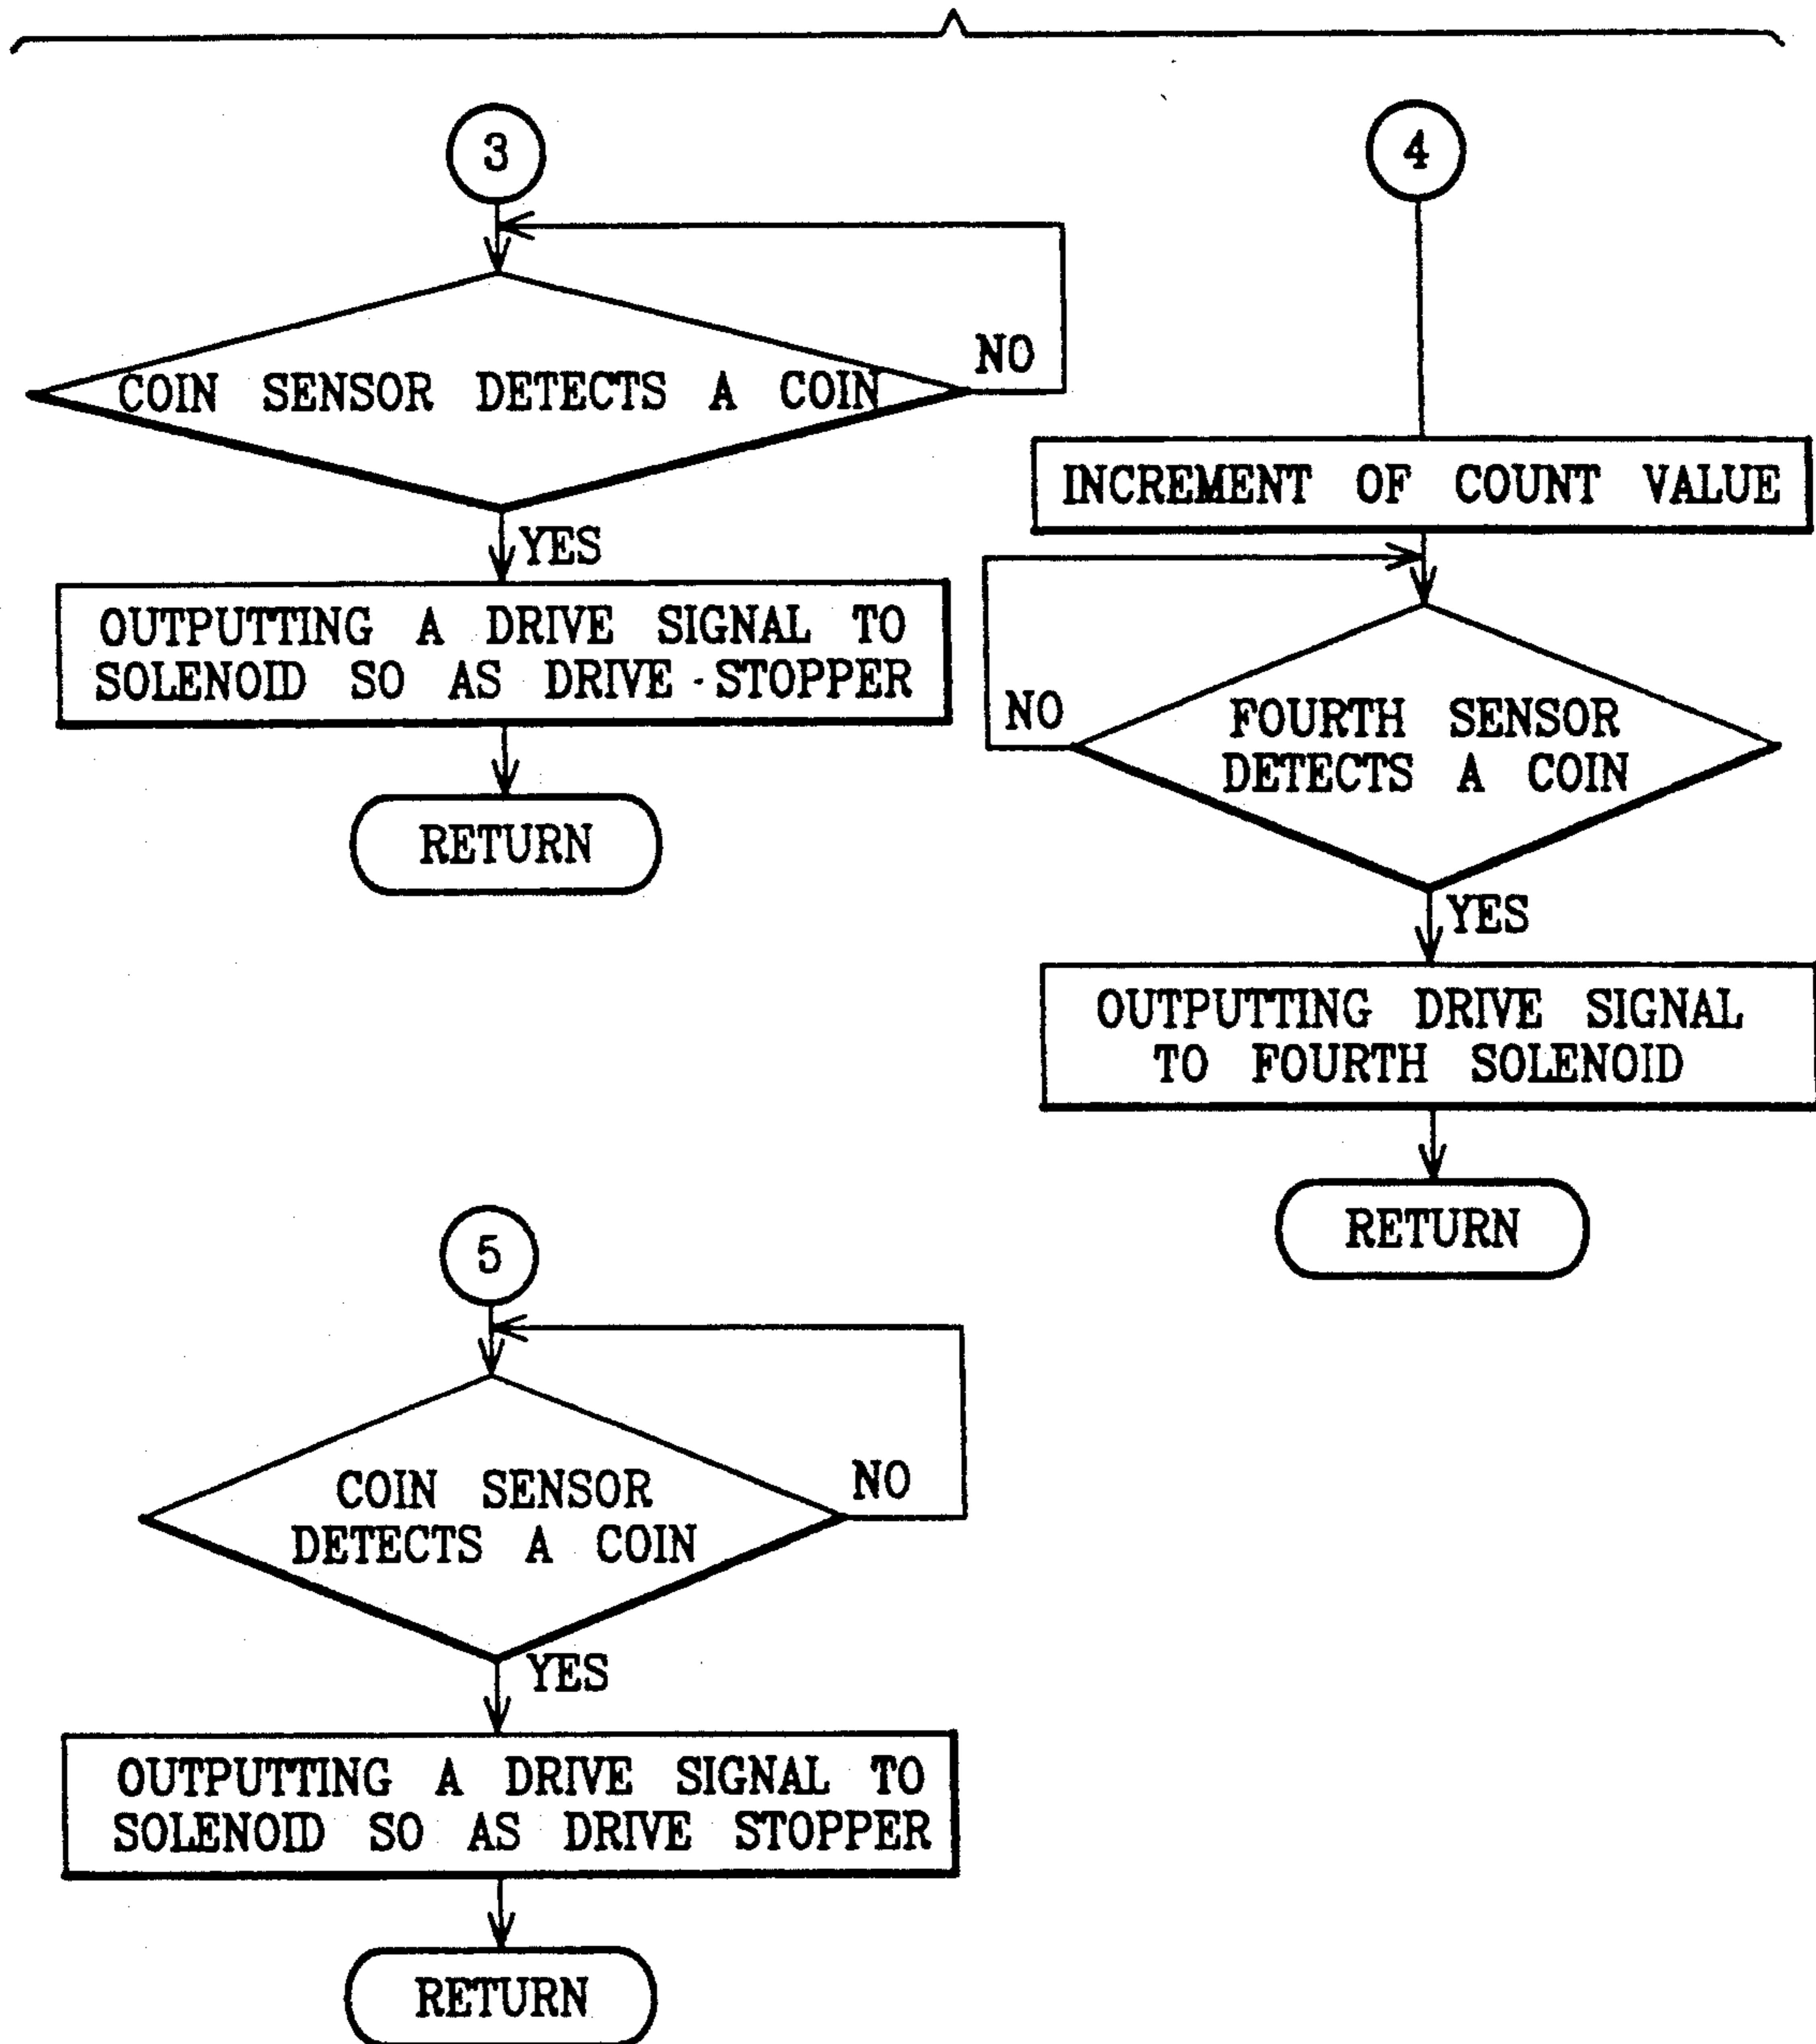 3
COIN SENSOR DETECTS A COIN
NO
YES
OUTPUTTING A DRIVE SIGNAL TO
SOLENOID SO AS DRIVE STOPPER
RETURN
4
INCREMENT OF COUNT VALUE
FOURTH SENSOR
DETECTS A COIN
NO
YES
OUTPUTTING DRIVE SIGNAL
TO FOURTH SOLENOID
RETURN
5
COIN SENSOR
DETECTS A COIN
NO
YES
OUTPUTTING A DRIVE SIGNAL TO
SOLENOID SO AS DRIVE STOPPER
RETURN